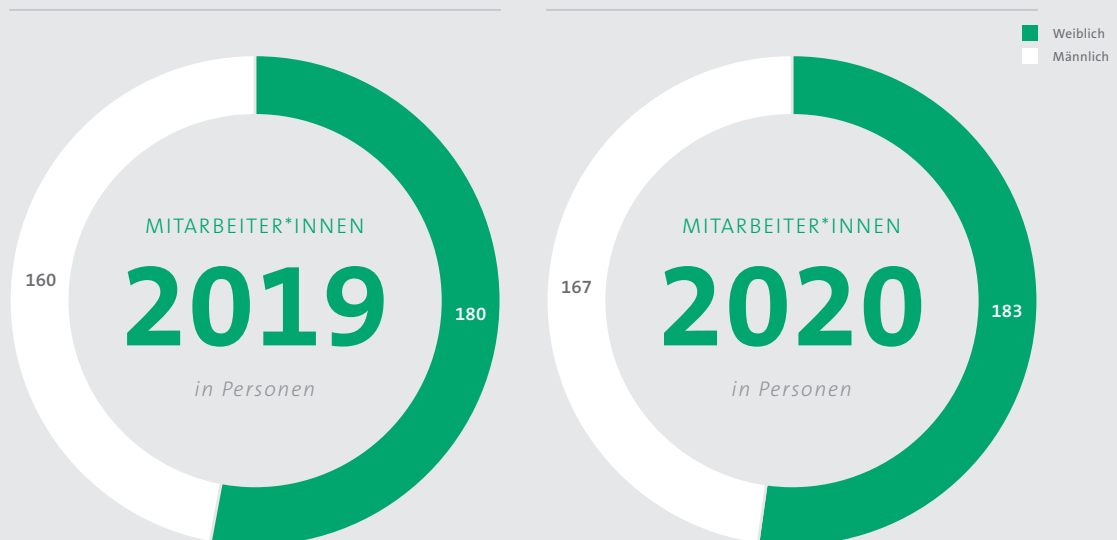 Weiblich
Männlich
MITARBEITER*INNEN
2019
in Personen
160
180
MITARBEITER*INNEN
2020
in Personen
167
183